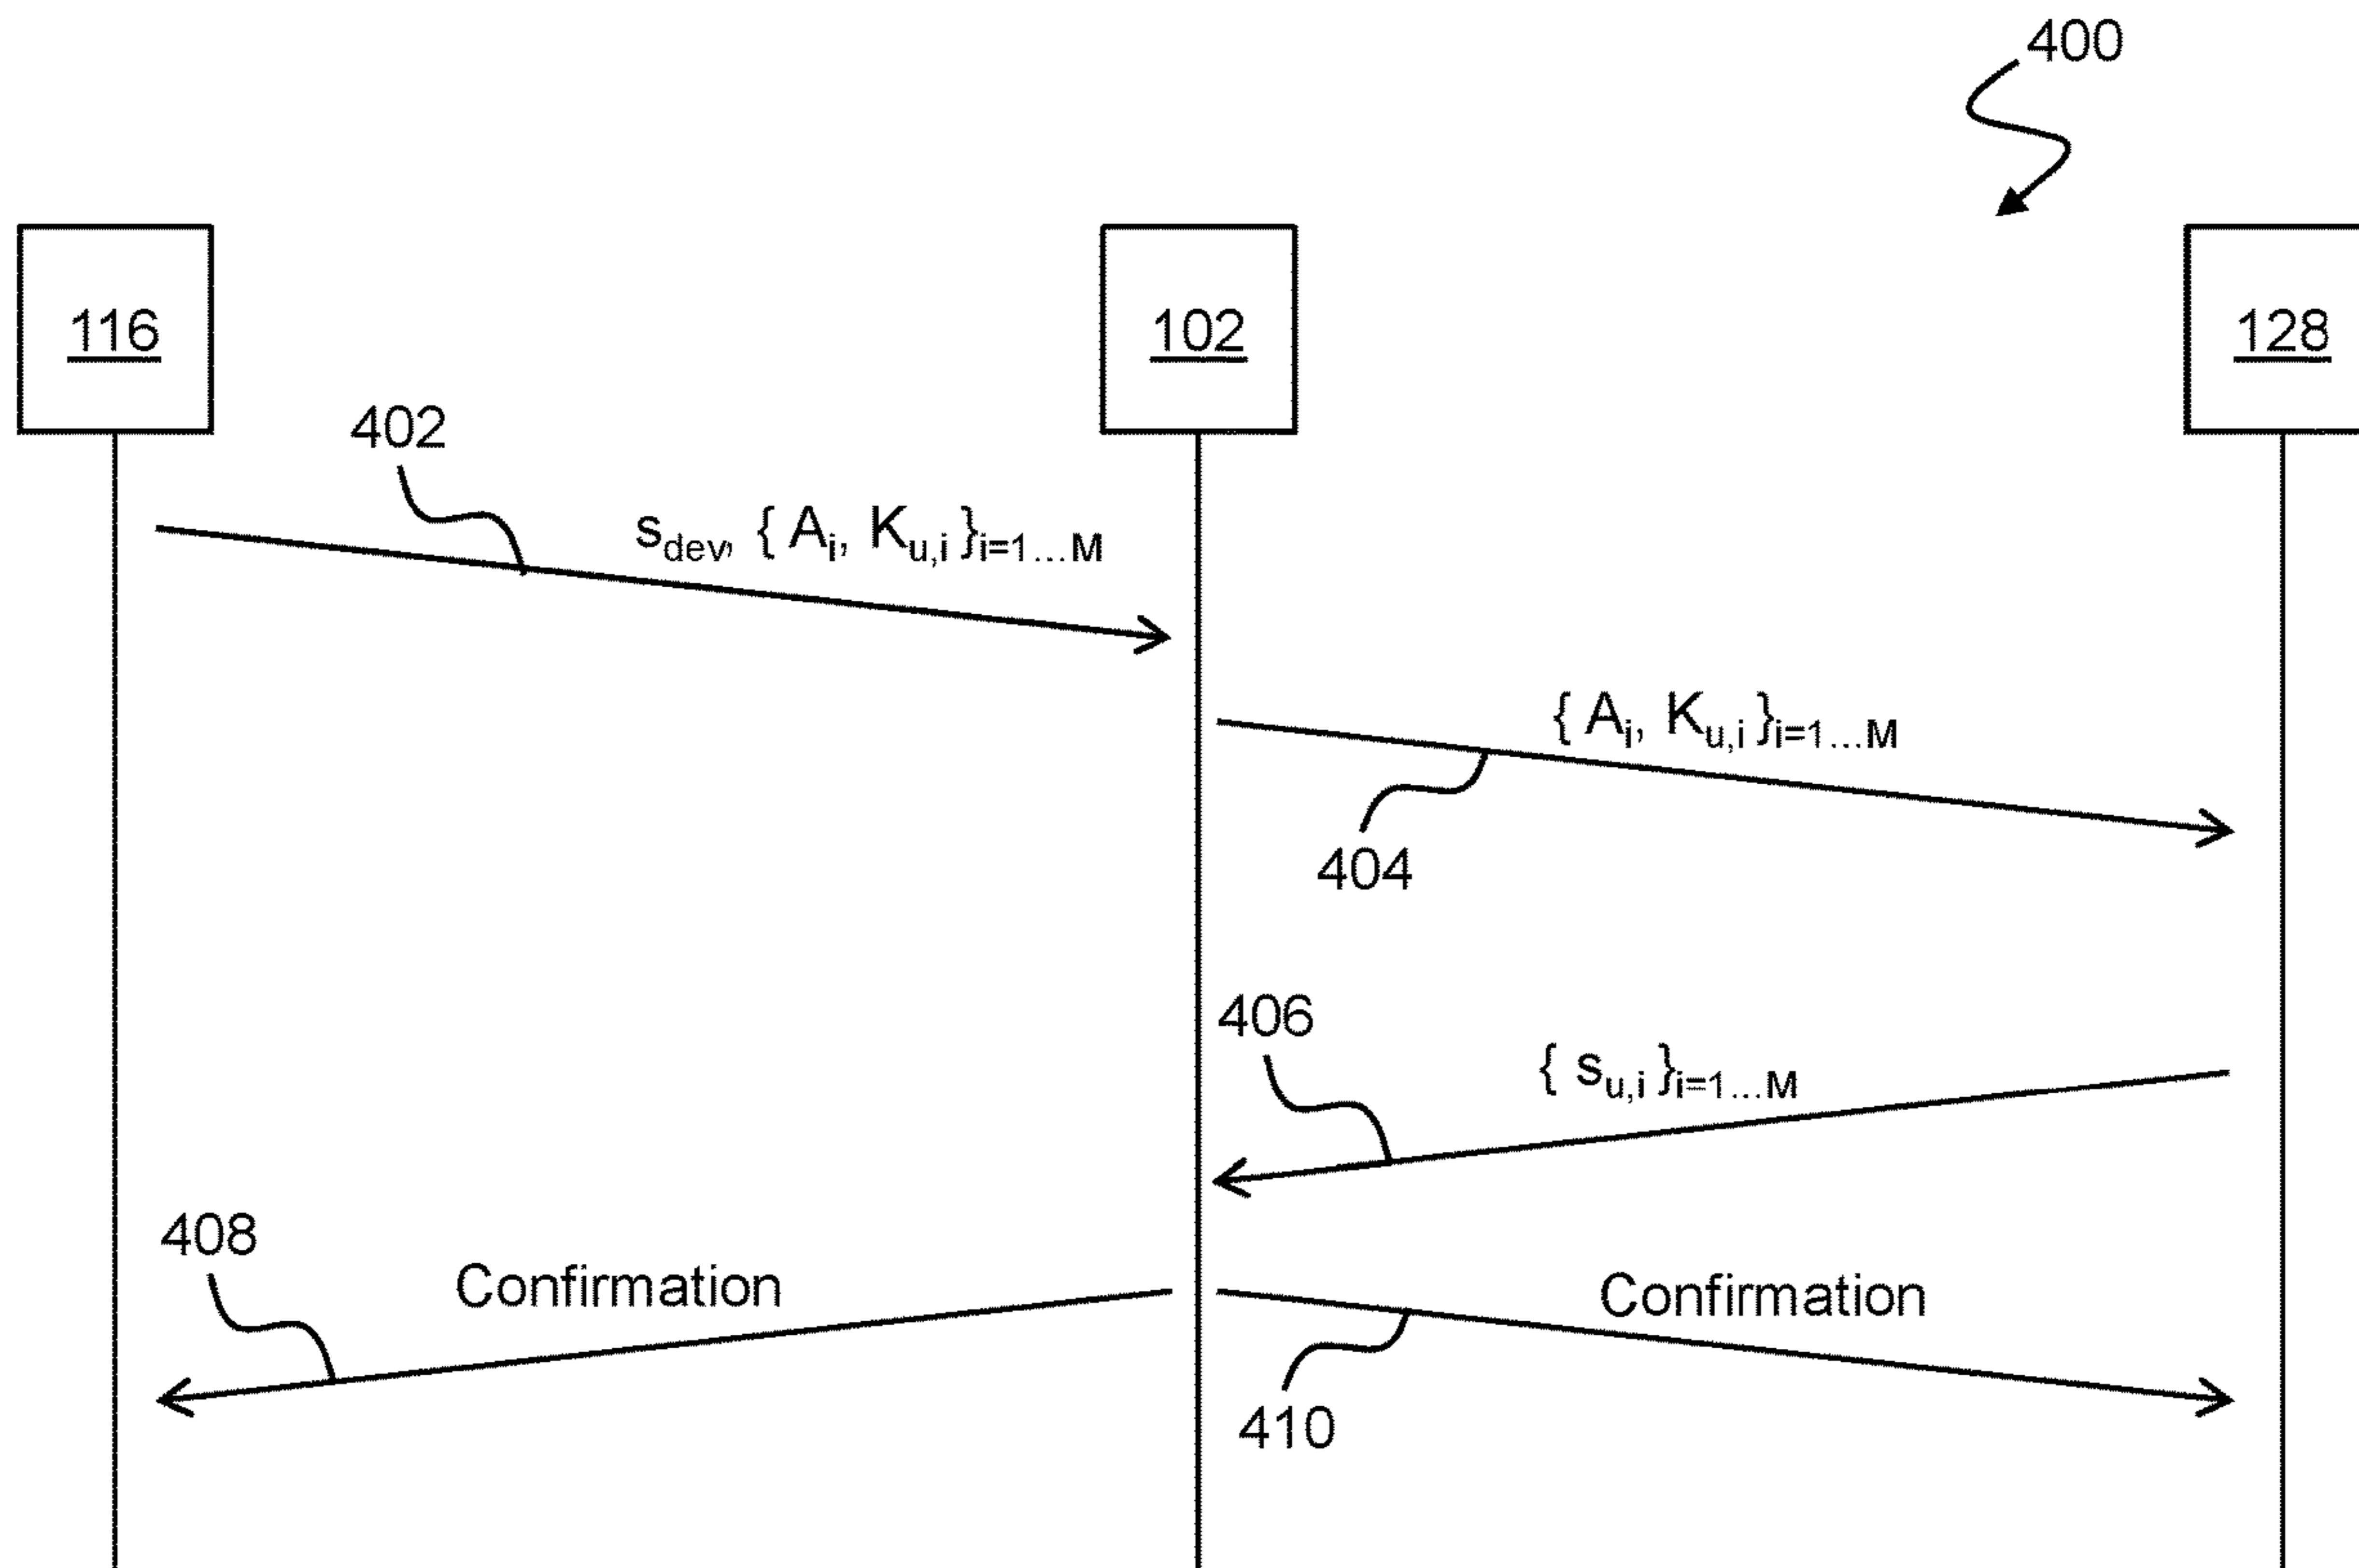 400
116
102
128
402
s_dev, { A_i, K_u,i }_i=1...M
{ A_i, K_u,i }_i=1...M
404
406
{ s_u,i }_i=1...M
408
Confirmation
Confirmation
410